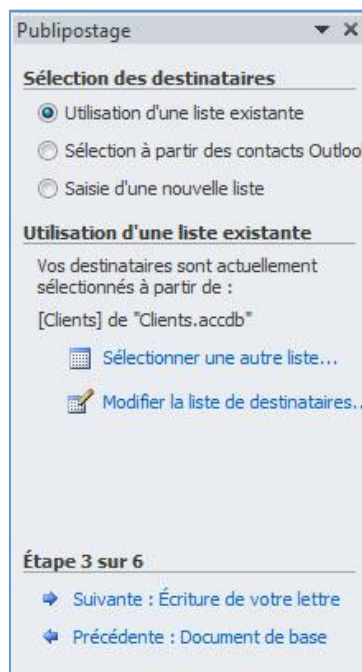 Publipostage
Sélection des destinataires
Utilisation d'une liste existante
Sélection à partir des contacts Outloo
Saisie d'une nouvelle liste
Utilisation d'une liste existante
Vos destinataires sont actuellement
sélectionnés à partir de :
[Clients] de "Clients.accdb"
Sélectionner une autre liste...
Modifier la liste de destinataires..
Étape 3 sur 6
Suivante : Écriture de votre lettre
Précédente : Document de base